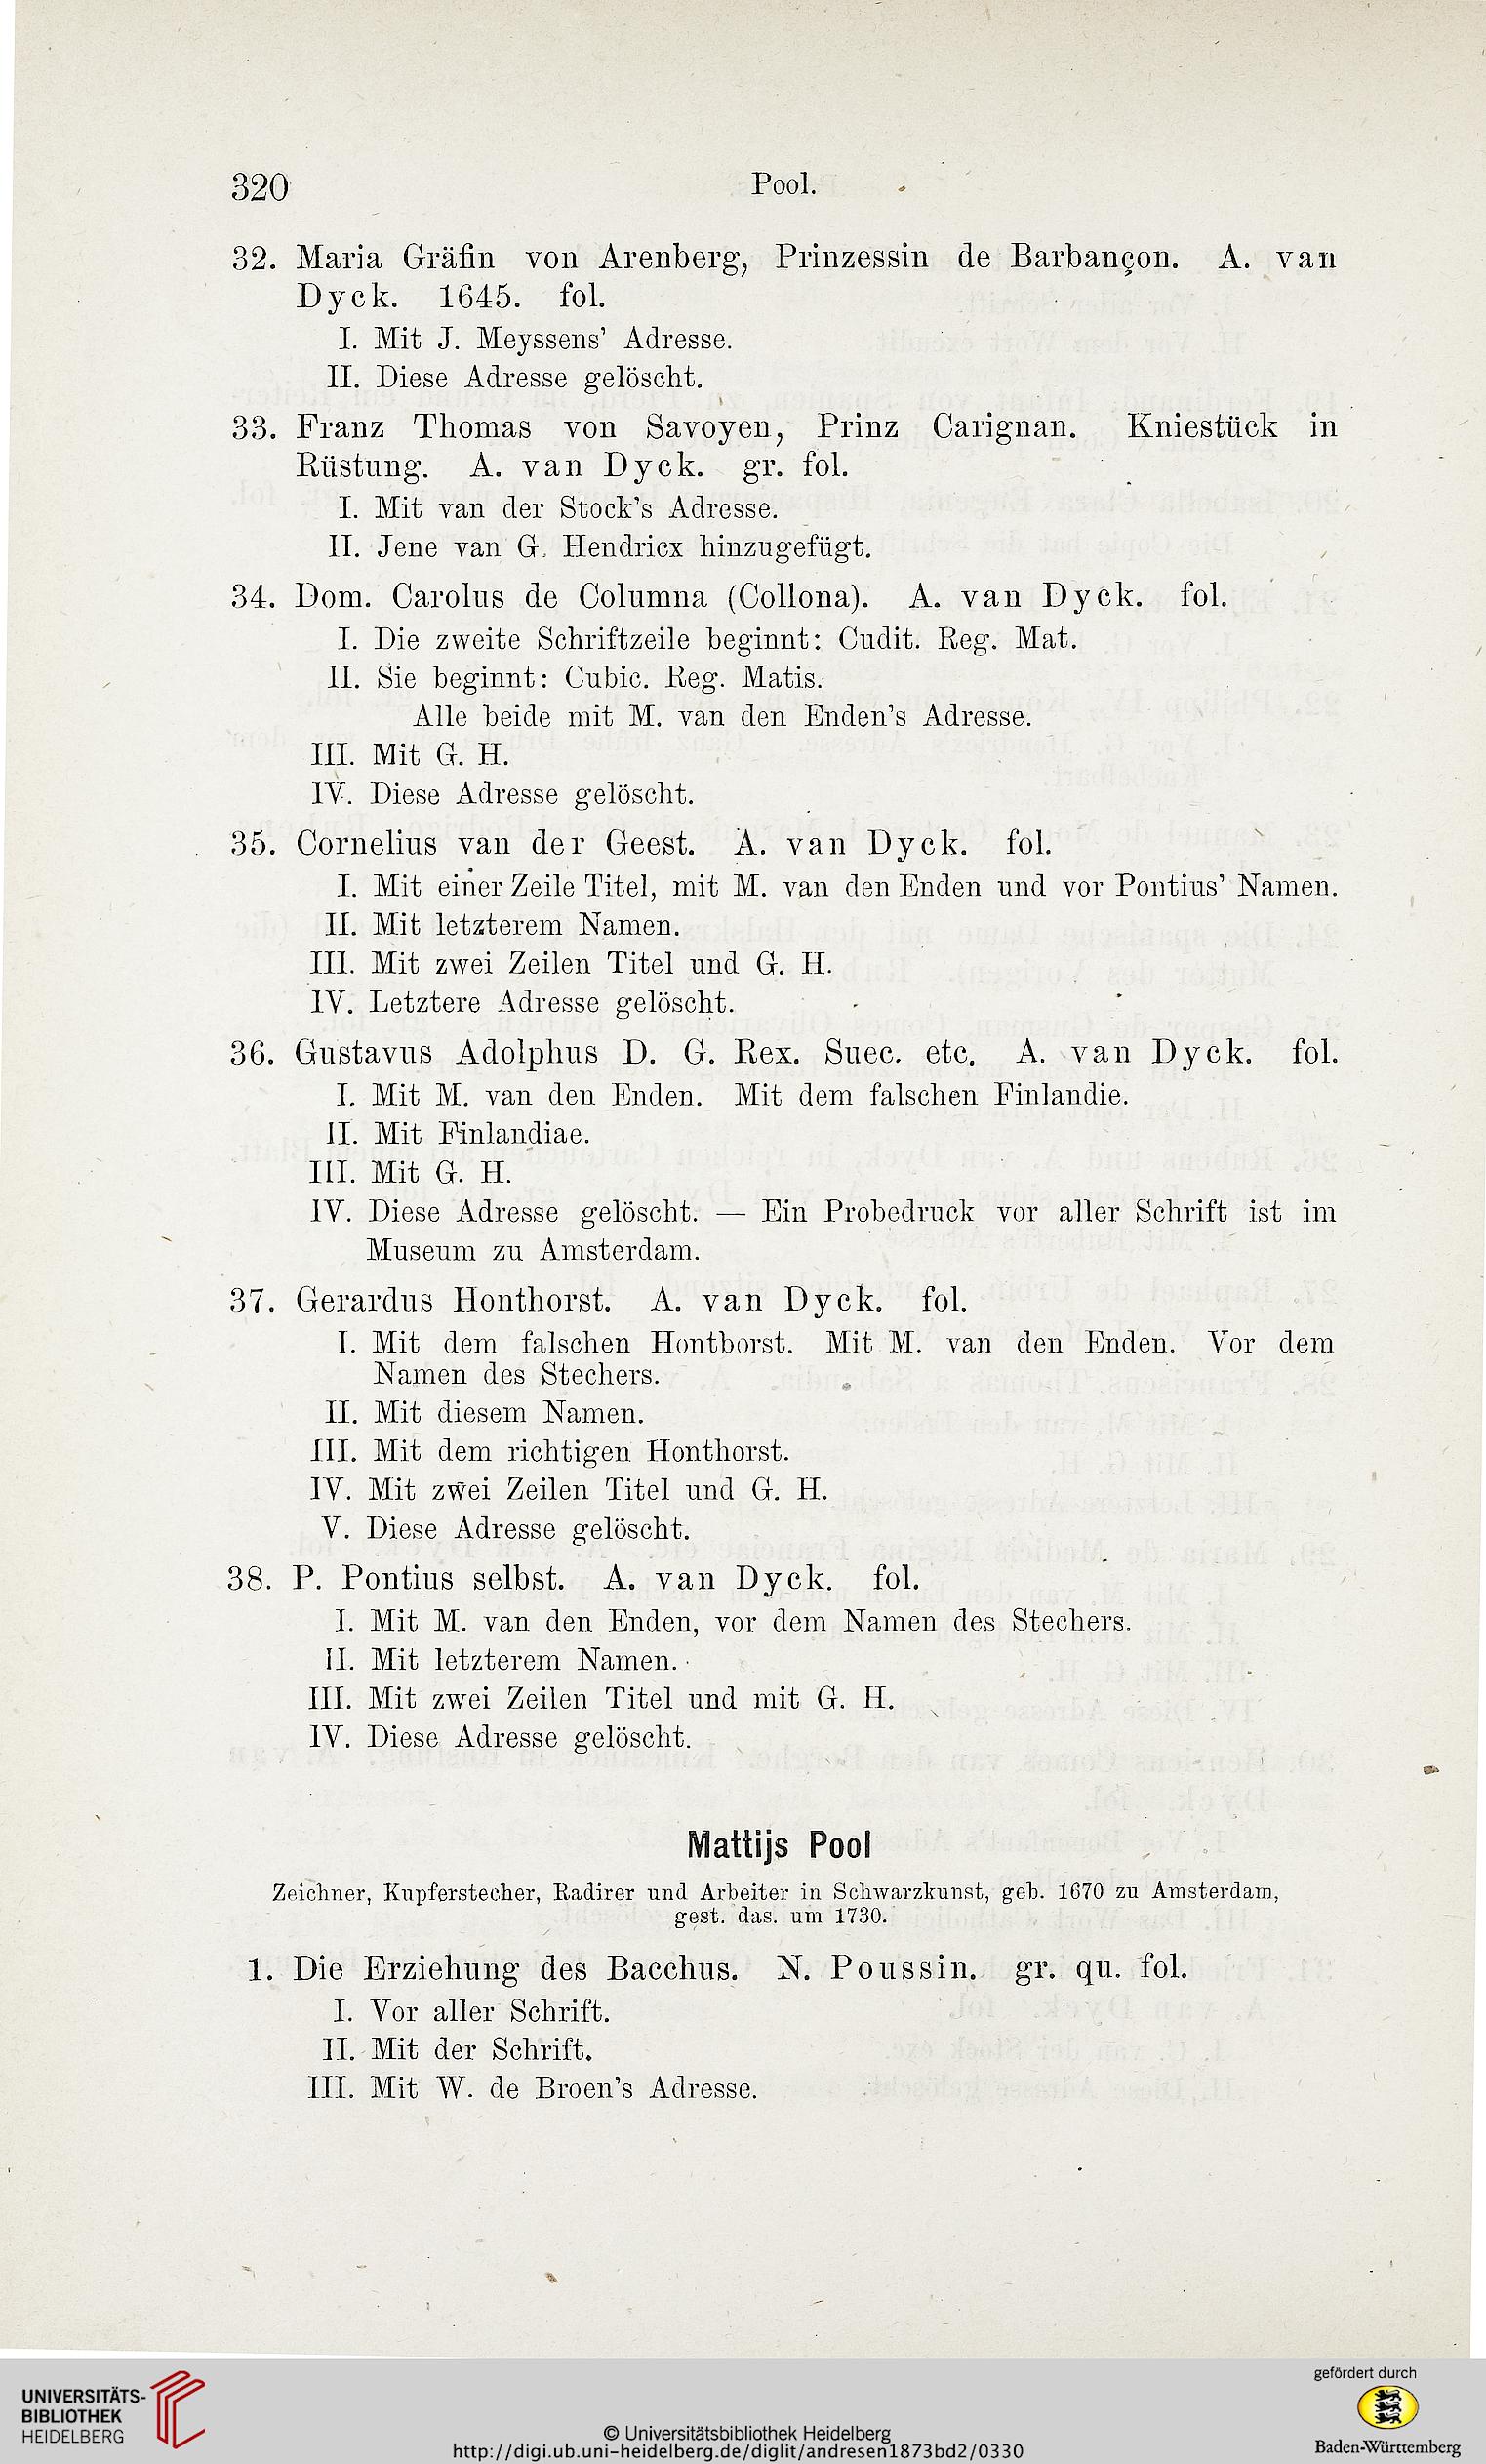 320 Pool.
32. Maria Gräfin von Arenberg, Prinzessin de Barbançon. A. van
Dyck. 1645. fol.
I. Mit J. Meyssens' Adresse.
II. Diese Adresse gelöscht.
33. Franz Thomas von Savoyen, Prinz Carignan. Kniestück in
Rüstung. A. van Dyck. gr. fol.
I. Mit van der Stock's Adresse.
II. Jene van G. Hendricx hinzugefügt.
34. Dom. Carolus de Columna (Collona). A. van Dyck. fol.
I. Die zweite Schriftzeile beginnt: Cudit. Reg. Mat.
II. Sie beginnt: Cubic. Reg. Matis.
Alle beide mit M. van den Enden's Adresse.
III. Mit G. H.
IV. Diese Adresse gelöscht.
35. Cornelius van der Geest. A. van Dyck. fol.
I. Mit einer Zeile Titel, mit M. van den Enden und vor Pontius' Namen.
II. Mit letzterem Namen.
III. Mit zwei Zeilen Titel und G. H.
IV. Letztere Adresse gelöscht.
36. Gustavus Adolphus D. G. Rex. Suec. etc. A. van Dyck. fol.
I. Mit M. van den Enden. Mit dem falschen Finlandie.
II. Mit Finlandiae.
III. Mit G. H.
IV. Diese Adresse gelöscht. — Ein Probedruck vor aller Schrift ist im
Museum zu Amsterdam.
37. Gerardus Honthorst. A. van Dyck. fol.
I. Mit dem falschen Hontborst. Mit M. van den Enden. Vor dem
Namen des Stechers.
II. Mit diesem Namen.
III. Mit dem richtigen Honthorst.
IV. Mit zwei Zeilen Titel und G. H.
V. Diese Adresse gelöscht.
38. P. Pontius selbst. A. van Dyck. fol.
I. Mit M. van den Enden, vor dem Namen des Stechers.
II. Mit letzterem Namen.
III. Mit zwei Zeilen Titel und mit G. H.
IV. Diese Adresse gelöscht.
Mattijs Pool
Zeichner, Kupferstecher, Radirer und Arbeiter in Schwarzkunst, geb. 1670 zu Amsterdam,
gest. das. um 1730.
1. Die Erziehung des Bacchus. N. Poussin. gr. qu. fol.
I. Vor aller Schrift.
II. Mit der Schrift.
III. Mit W. de Broen's Adresse.
UNIVERSITÄTS-
BIBLIOTHEK
HEIDELBERG
© Universitätsbibliothek Heidelberg
http://digi.ub.uni-heidelberg.de/diglit/andresen1873bd2/0330
gefördert durch
Baden-Württemberg